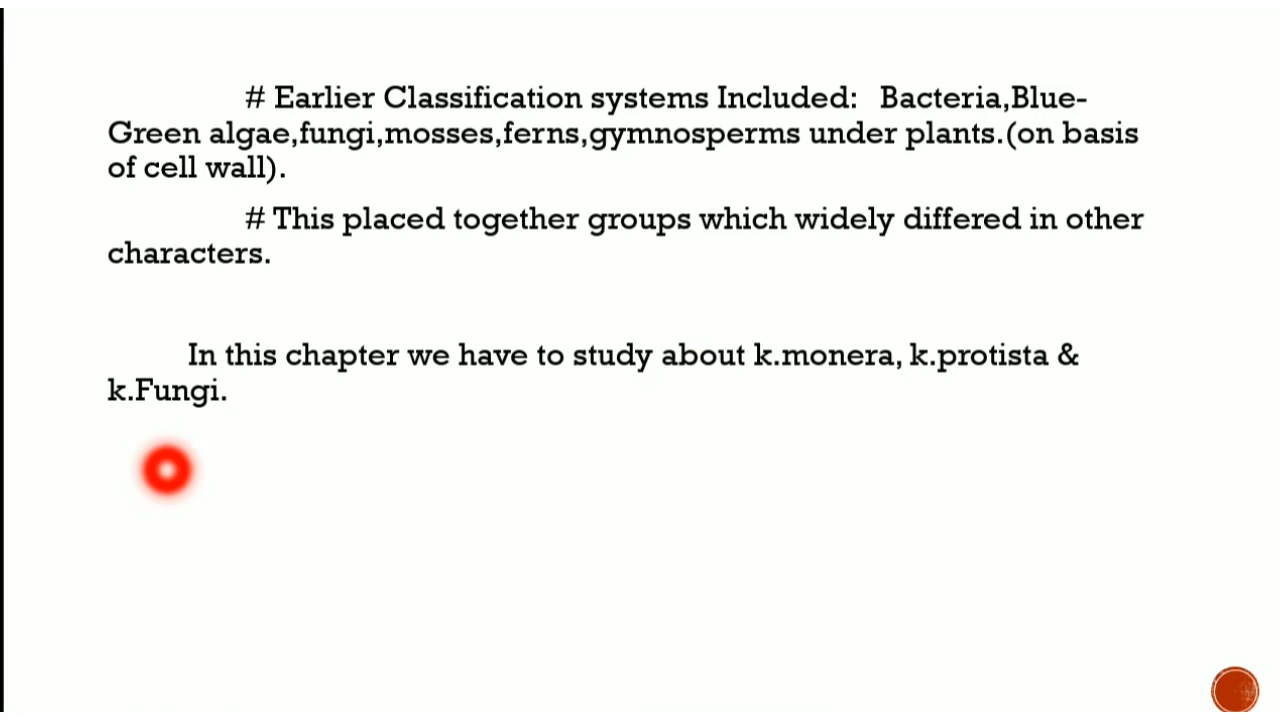 # Earlier Classification systems Included: Bacteria,Blue-
Green algae,fungi,mosses,ferns,gymnosperms under plants.(on basis
of cell wall).
# This placed together groups which widely differed in other
characters.
In this chapter we have to study about k.monera, k.protista &
k.Fungi.